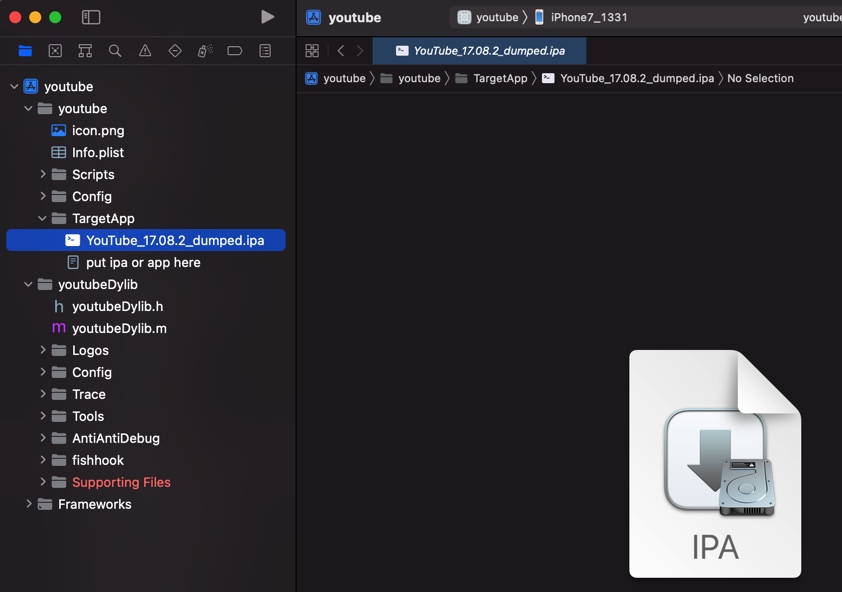 youtube
youtube 〉 iPhone7_1331
youtube
YouTube_17.08.2_dumped.ipa
youtube 〉 youtube 〉 TargetApp 〉 YouTube_17.08.2_dumped.ipa 〉 No Selection
youtube
youtube
icon.png
Info.plist
Scripts
Config
TargetApp
YouTube_17.08.2_dumped.ipa
put ipa or app here
youtubeDylib
h youtubeDylib.h
m youtubeDylib.m
Logos
Config
Trace
Tools
AntiAntiDebug
fishhook
Supporting Files
Frameworks
IPA